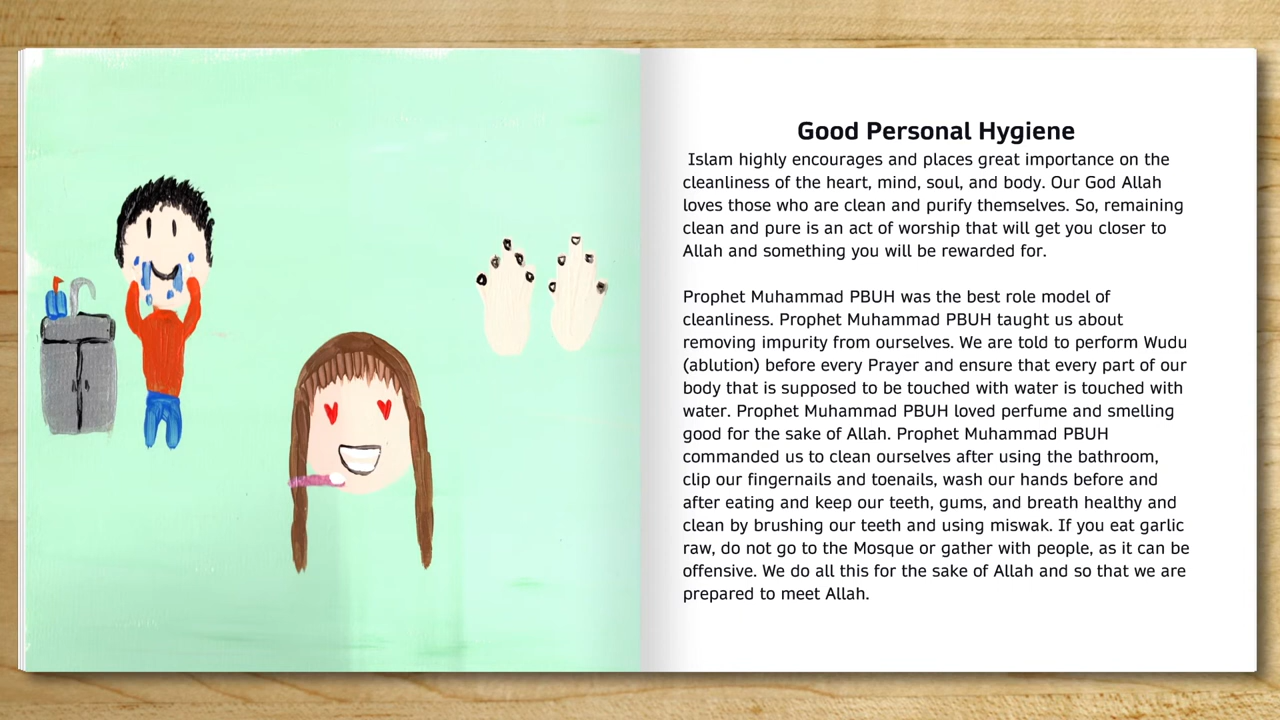 Good Personal Hygiene
Islam highly encourages and places great importance on the
cleanliness of the heart, mind, soul, and body. Our God Allah
loves those who are clean and purify themselves. So, remaining
clean and pure is an act of worship that will get you closer to
Allah and something you will be rewarded for.
Prophet Muhammad PBUH was the best role model of
cleanliness. Prophet Muhammad PBUH taught us about
removing impurity from ourselves. We are told to perform Wudu
(ablution) before every Prayer and ensure that every part of our
body that is supposed to be touched with water is touched with
water. Prophet Muhammad PBUH loved perfume and smelling
good for the sake of Allah. Prophet Muhammad PBUH
commanded us to clean ourselves after using the bathroom,
clip our fingernails and toenails, wash our hands before and
after eating and keep our teeth, gums, and breath healthy and
clean by brushing our teeth and using miswak. If you eat garlic
raw, do not go to the Mosque or gather with people, as it can be
offensive. We do all this for the sake of Allah and so that we are
prepared to meet Allah.